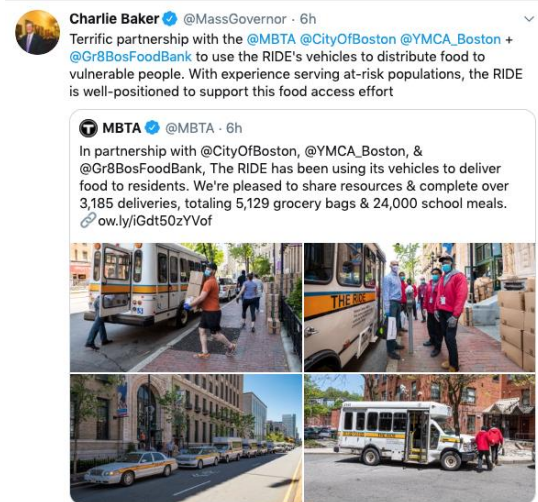 Charlie Baker @MassGovernor · 6h
Terrific partnership with the @MBTA @CityOfBoston @YMCA_Boston +
@Gr8BosFoodBank to use the RIDE's vehicles to distribute food to
vulnerable people. With experience serving at-risk populations, the RIDE
is well-positioned to support this food access effort
T MBTA @MBTA · 6h
In partnership with @CityOfBoston, @YMCA_Boston, &
@Gr8BosFoodBank, The RIDE has been using its vehicles to deliver
food to residents. We're pleased to share resources & complete over
3,185 deliveries, totaling 5,129 grocery bags & 24,000 school meals.
ow.ly/iGdt50zYVof
THE RIDE